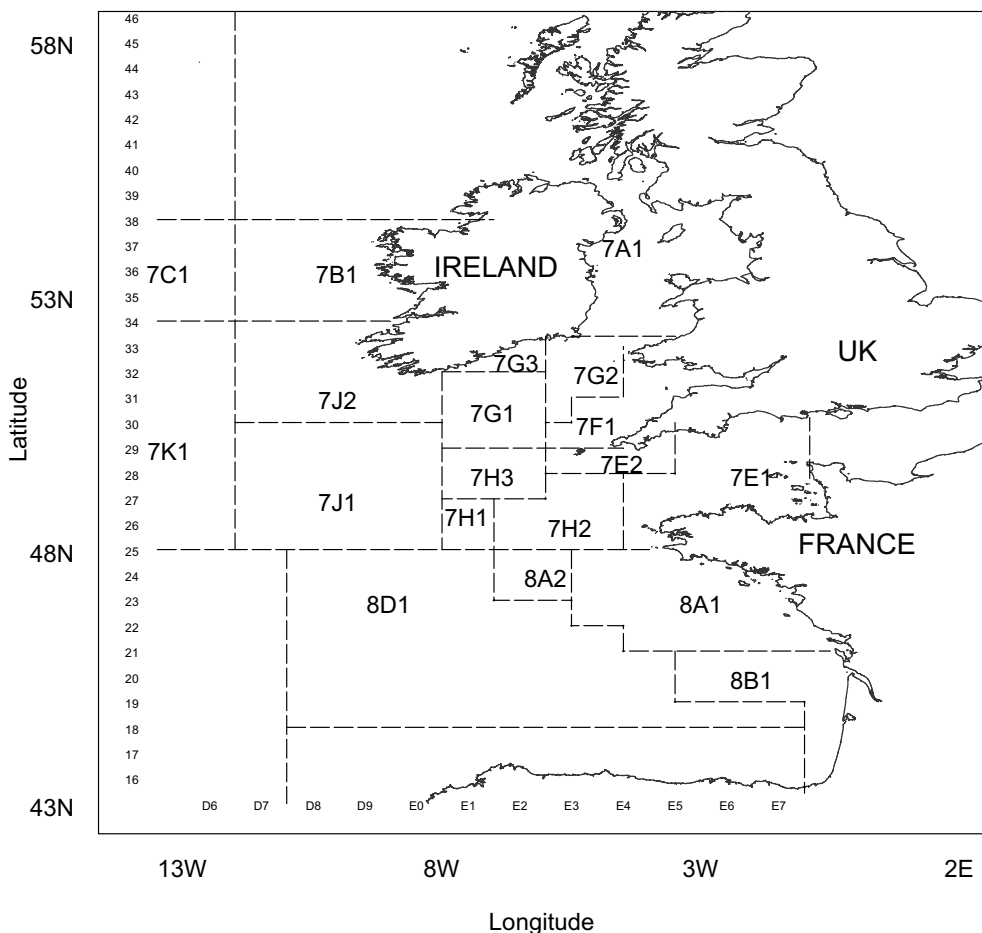 46
58N
45
44
43
42
41
40
39
38
37
7A1
36
7C1
7B1
IRELAND
35
53N
34
33
7G3
UK
32
7G2
31
7J2
7G1
30
7F1
29
7K1
7E2
28
7H3
7E1
27
7J1
7H1
7H2
26
FRANCE
25
48N
24
8A2
23
8D1
8A1
22
21
20
8B1
19
18
17
16
43N
D6 D7 D8 D9 E0 E1 E2 E3 E4 E5 E6 E7
13W 8W 3W 2E
Latitude
Longitude